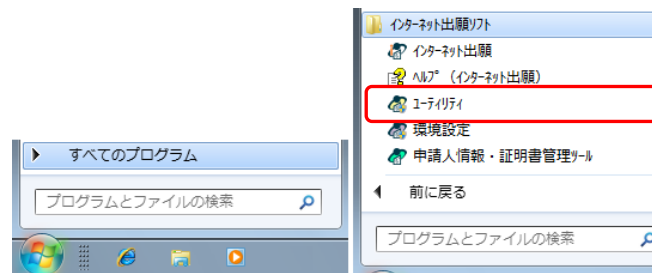 すべてのプログラム
プログラムとファイルの検索
インターネット出願ソフト
インターネット出願
ヘルプ (インターネット出願)
ユーティリティ
環境設定
申請人情報・証明書管理ツール
前に戻る
プログラムとファイルの検索